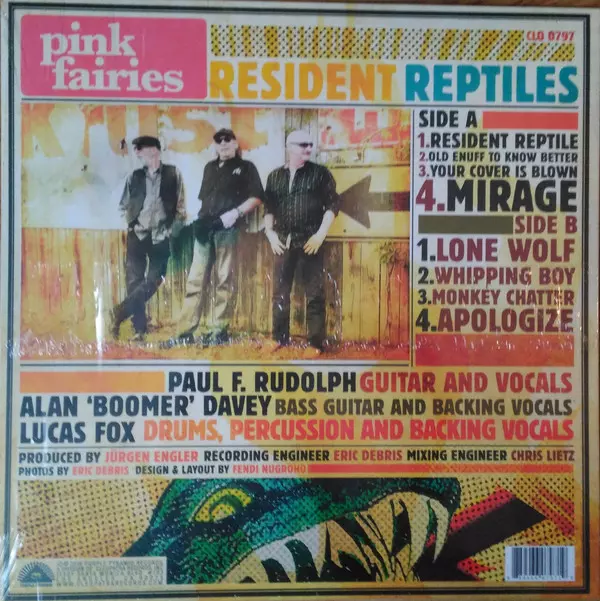 pink
fairies
CLO 0797
RESIDENT REPTILES
SIDE A
1.RESIDENT REPTILE
2.OLD ENUFF TO KNOW BETTER
3.YOUR COVER IS BLOWN
4.MIRAGE
SIDE B
1.LONE WOLF
2.WHIPPING BOY
3.MONKEY CHATTER
4.APOLOGIZE
PAUL F. RUDOLPH GUITAR AND VOCALS
ALAN 'BOOMER' DAVEY BASS GUITAR AND BACKING VOCALS
LUCAS FOX DRUMS, PERCUSSION AND BACKING VOCALS
PRODUCED BY JÜRGEN ENGLER RECORDING ENGINEER ERIC DEBRIS MIXING ENGINEER CHRIS LIETZ
PHOTOS BY ERIC DEBRIS DESIGN & LAYOUT BY FENDI NUGROHO